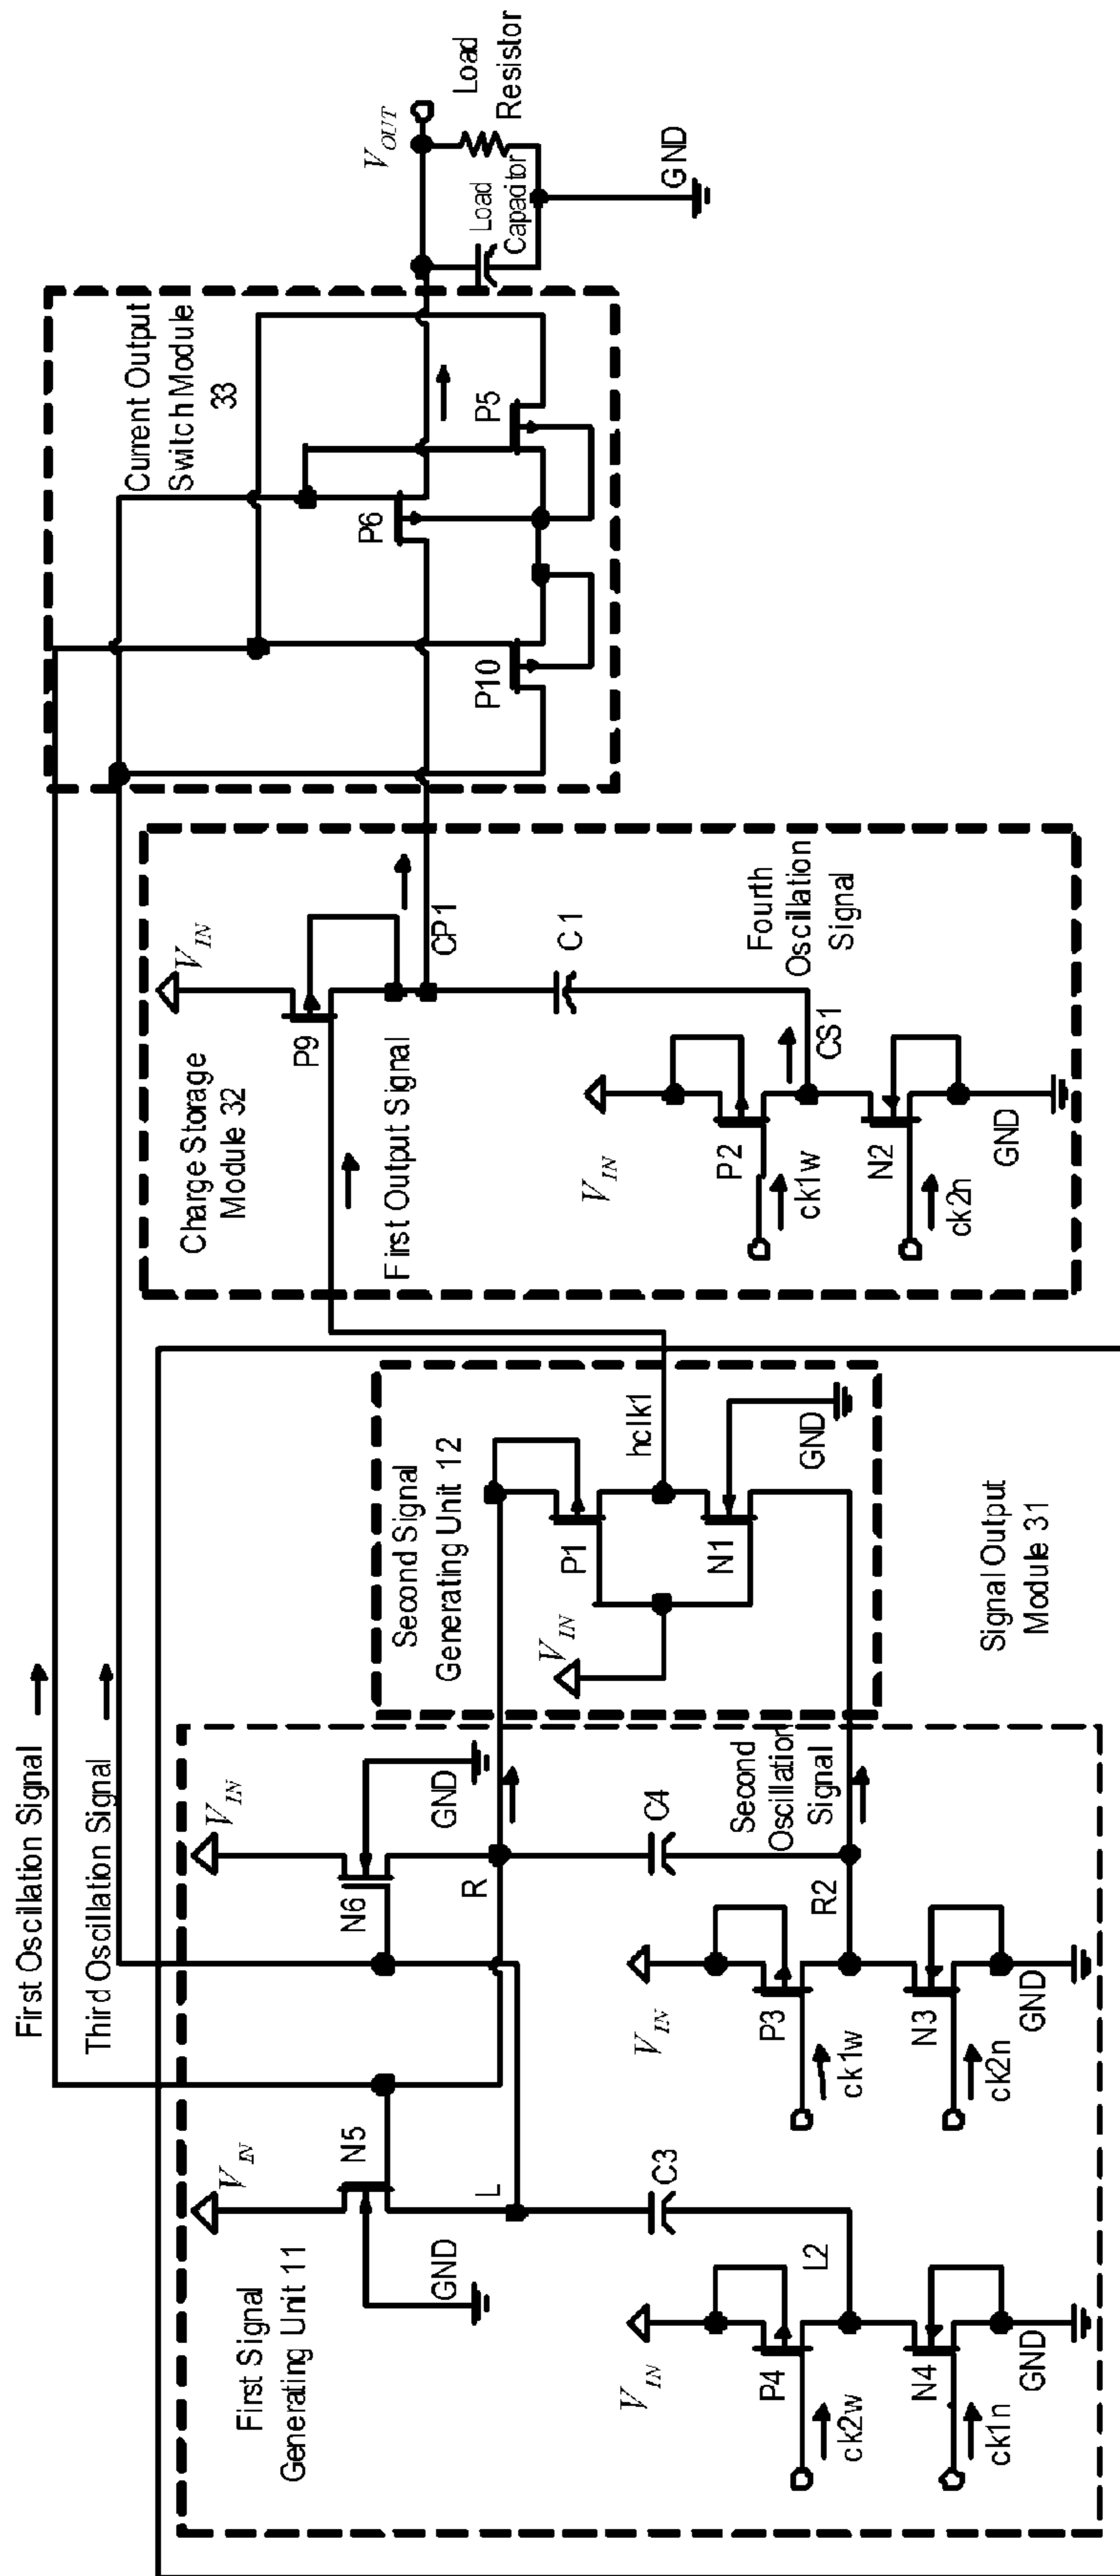 First Oscillation Signal
Third Oscillation Signal
First Signal
Generating Unit 11
V_IN
N5
GND
L
C3
V_IN
P4
ck2w
L2
N4
ck1n
GND
V_IN
N6
GND
R
C4
V_IN
P3
ck1w
R2
N3
ck2n
GND
Second
Oscillation
Signal
Second Signal
Generating Unit 12
V_IN
P1
N1
hclk1
GND
Signal Output
Module 31
Charge Storage
Module 32
V_IN
P9
First Output Signal
CP1
C1
V_IN
P2
ck1w
CS1
N2
ck2n
GND
Fourth
Oscillation
Signal
Current Output
Switch Module
33
P6
P10
P5
V_OUT
Load
Capacitor
Load
Resistor
GND